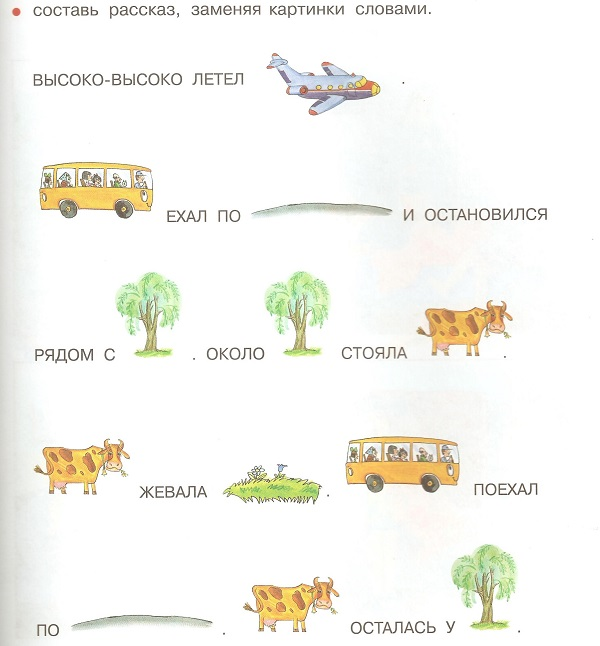 составь рассказ, заменяя картинки словами.
ВЫСОКО-ВЫСОКО ЛЕТЕЛ .
ЕХАЛ ПО И ОСТАНОВИЛСЯ
РЯДОМ С . ОКОЛО СТОЯЛА .
ЖЕВАЛА . ПОЕХАЛ
ПО . ОСТАЛАСЬ У .